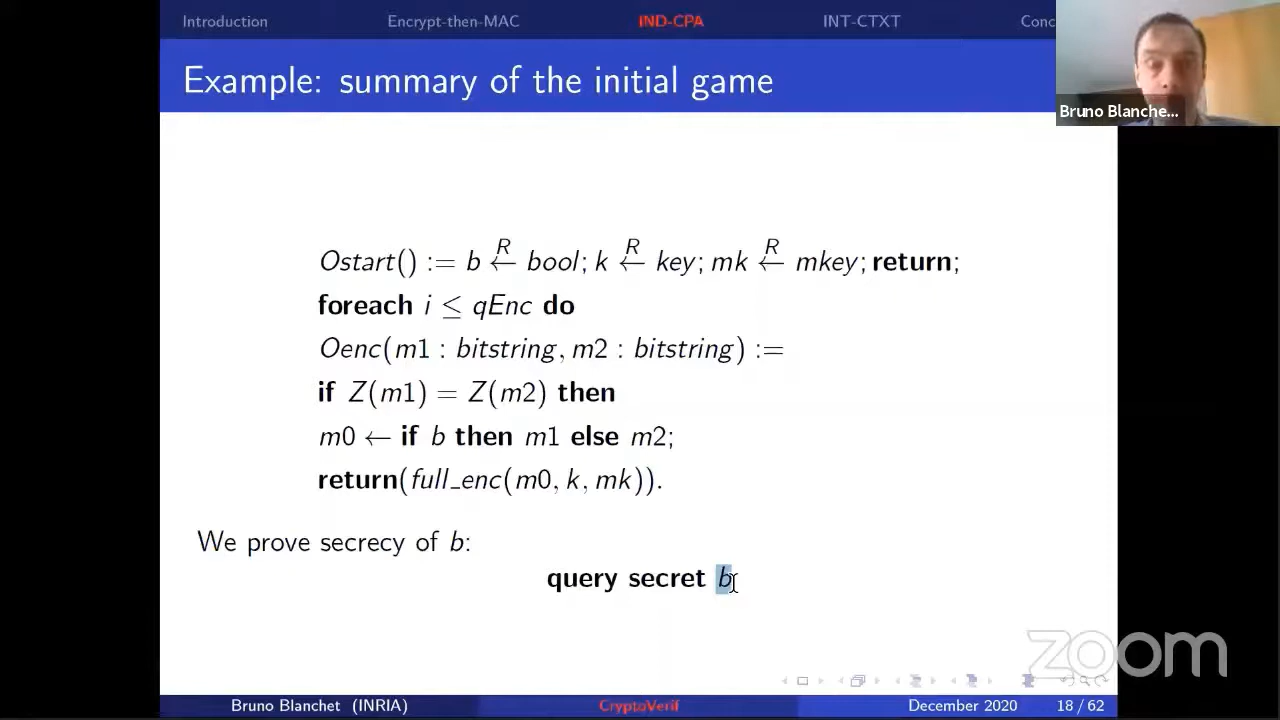 Introduction Encrypt-then-MAC IND-CPA INT-CTXT Conc
Example: summary of the initial game
Bruno Blanche...
Ostart() := b ←R bool; k ←R key; mk ←R mkey; return;
foreach i ≤ qEnc do
Oenc(m1 : bitstring, m2 : bitstring) :=
if Z(m1) = Z(m2) then
m0 ← if b then m1 else m2;
return(full_enc(m0, k, mk)).
We prove secrecy of b:
query secret b
zoom
Bruno Blanchet (INRIA) CryptoVerif December 2020 18 / 62